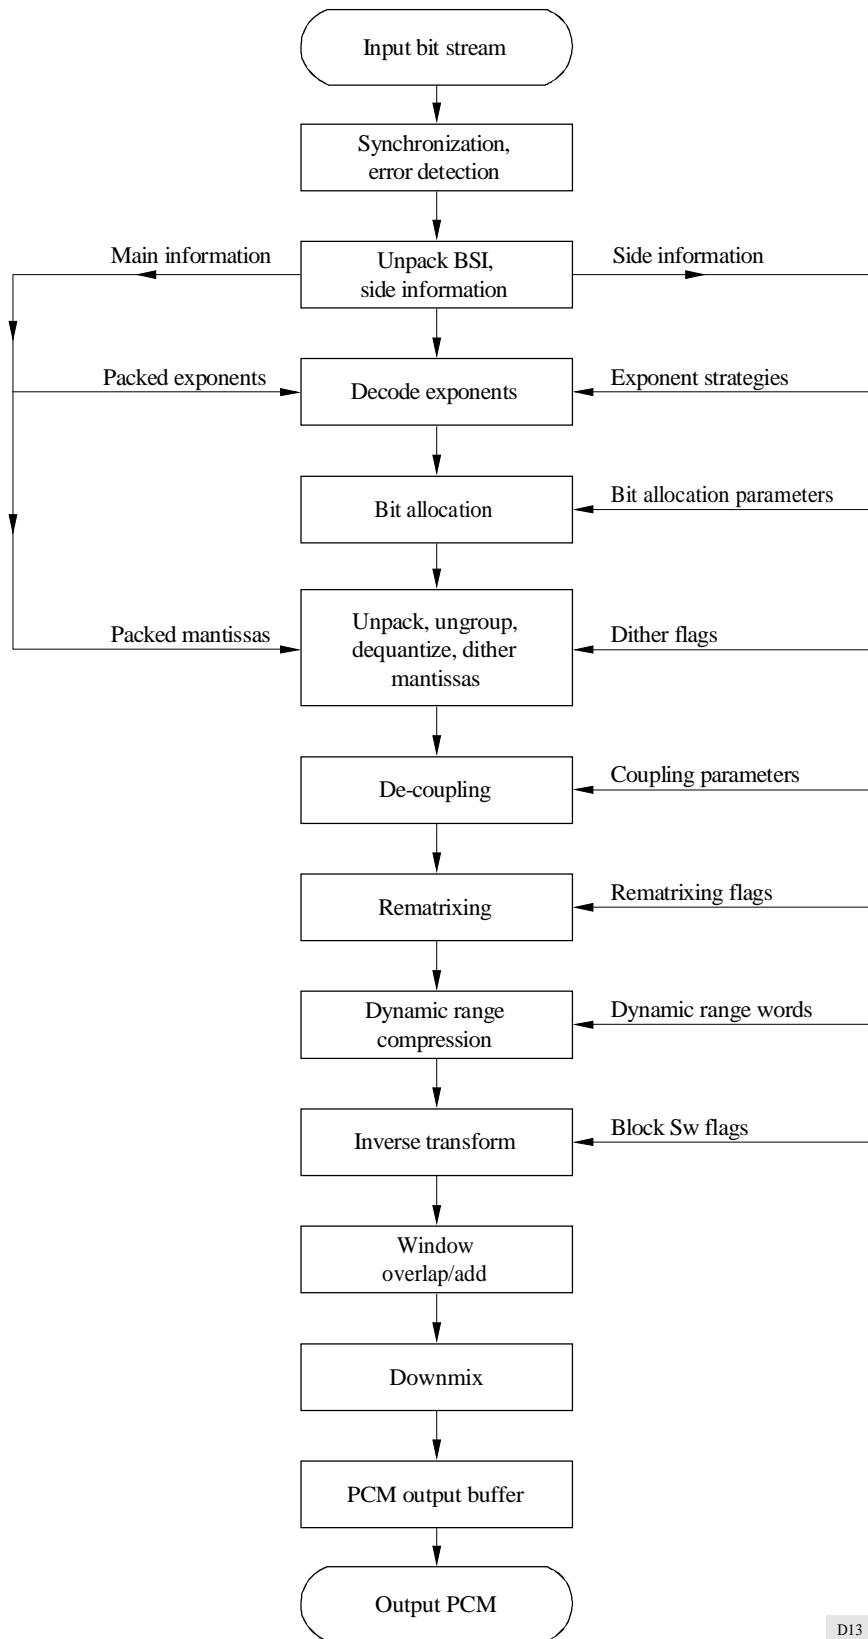 Input bit stream
Synchronization,
error detection
Main information
Unpack BSI,
side information
Side information
Packed exponents
Decode exponents
Exponent strategies
Bit allocation
Bit allocation parameters
Packed mantissas
Unpack, ungroup,
dequantize, dither
mantissas
Dither flags
De-coupling
Coupling parameters
Rematrixing
Rematrixing flags
Dynamic range
compression
Dynamic range words
Inverse transform
Block Sw flags
Window
overlap/add
Downmix
PCM output buffer
Output PCM
D13